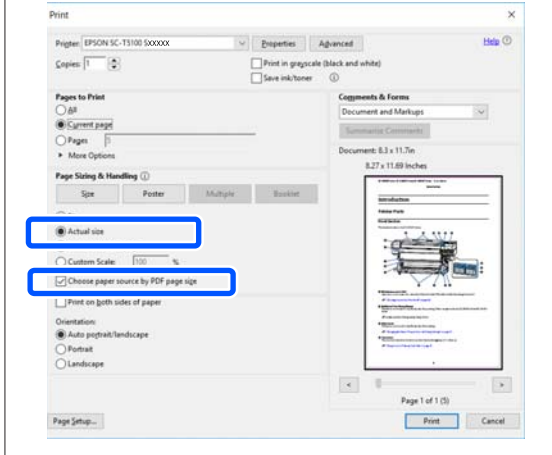 Print
Printer: EPSON SC-T5100 SXXXXX
Properties
Advanced
Help
Copies: 1
Print in grayscale (black and white)
Save ink/toner
Pages to Print
All
Current page
Pages
More Options
Comments & Forms
Document and Markups
Summarize Comments
Document: 8.3 x 11.7in
8.27 x 11.69 Inches
Page Sizing & Handling
Size
Poster
Multiple
Booklet
Actual size
Custom Scale: 100 %
Choose paper source by PDF page size
Print on both sides of paper
Orientation:
Auto portrait/landscape
Portrait
Landscape
Introduction
Printer Parts
<
>
Page 1 of 1 (5)
Page Setup...
Print
Cancel